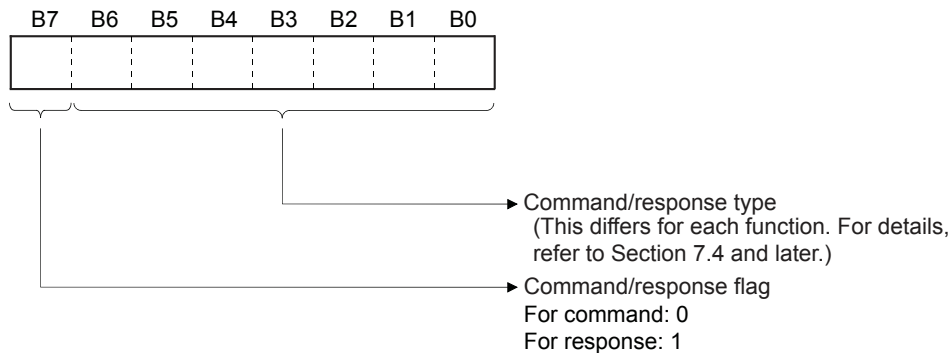 B7 B6 B5 B4 B3 B2 B1 B0
Command/response type
(This differs for each function. For details,
refer to Section 7.4 and later.)
Command/response flag
For command: 0
For response: 1